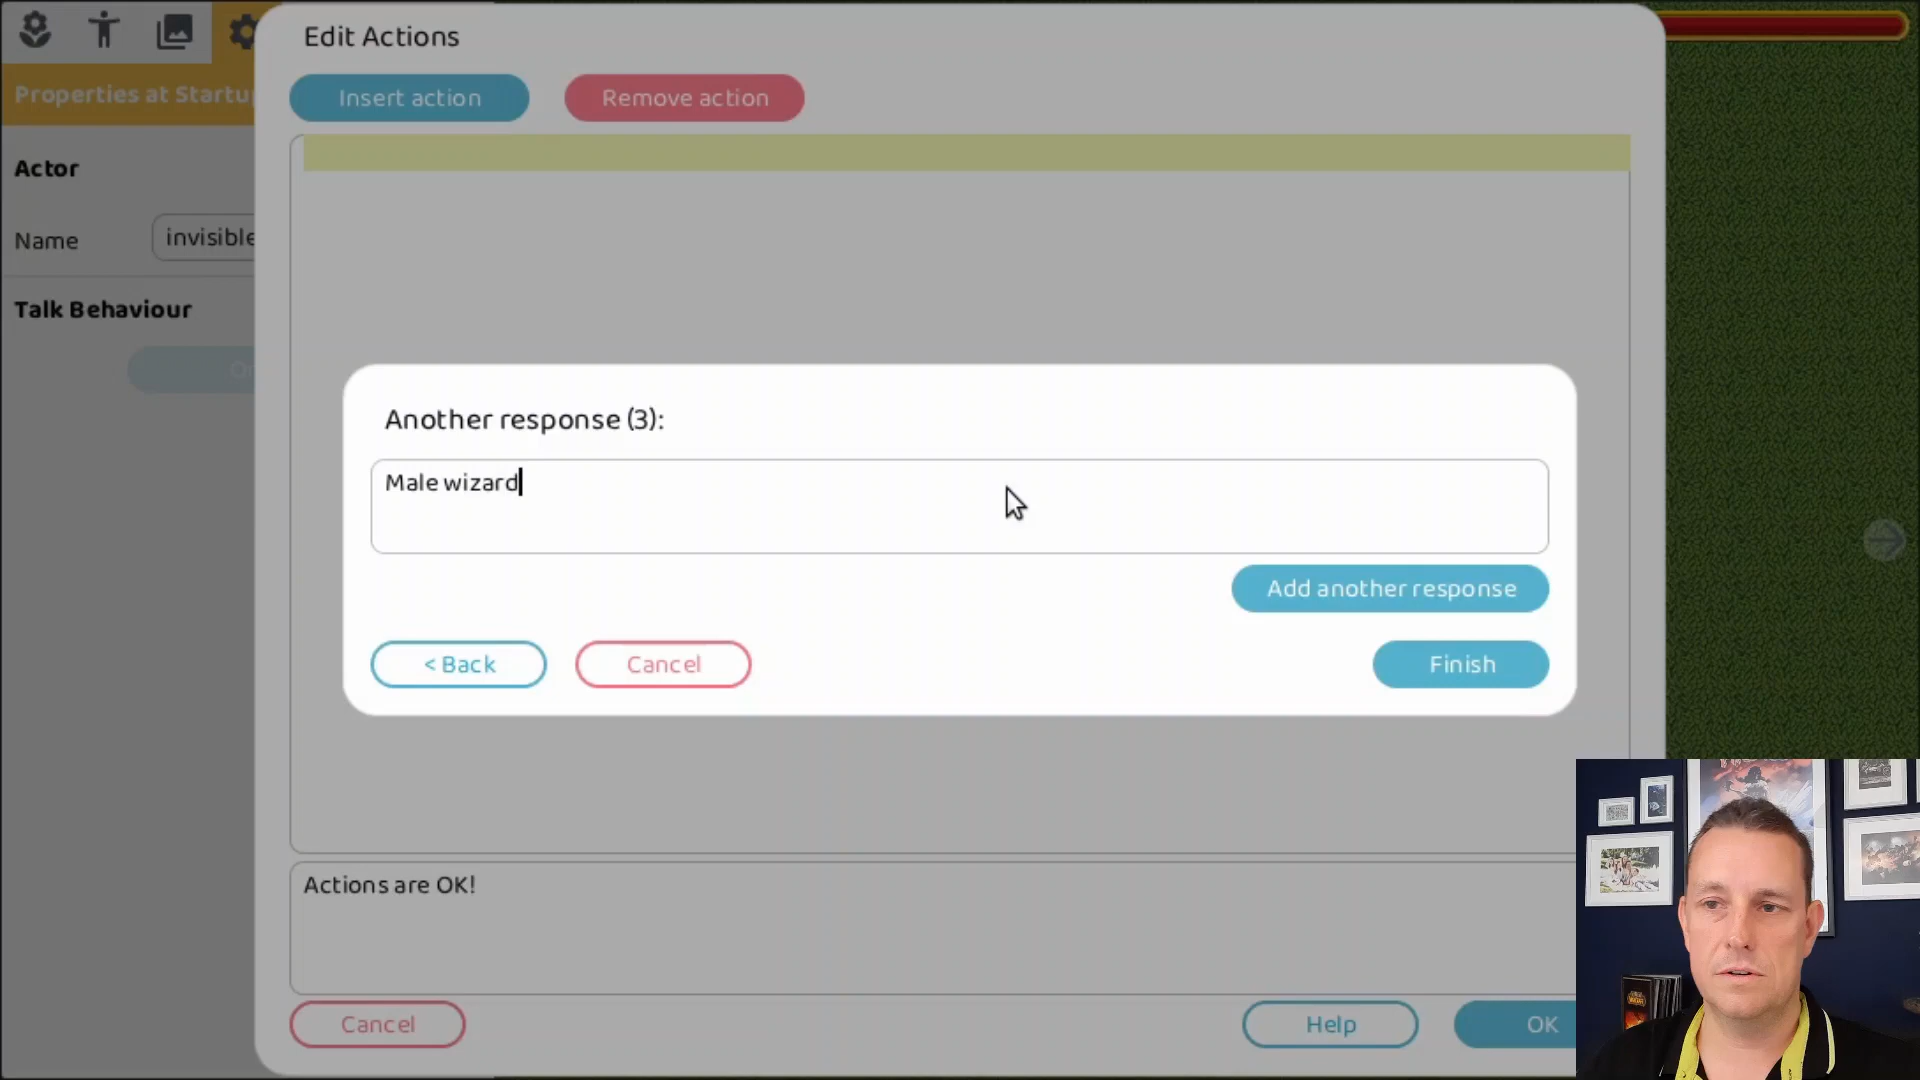 Edit Actions
Insert action
Remove action
Properties at Startup
Actor
Name
invisible
Talk Behaviour
Another response (3):
Male wizard
Add another response
< Back
Cancel
Finish
Actions are OK!
Cancel
Help
OK